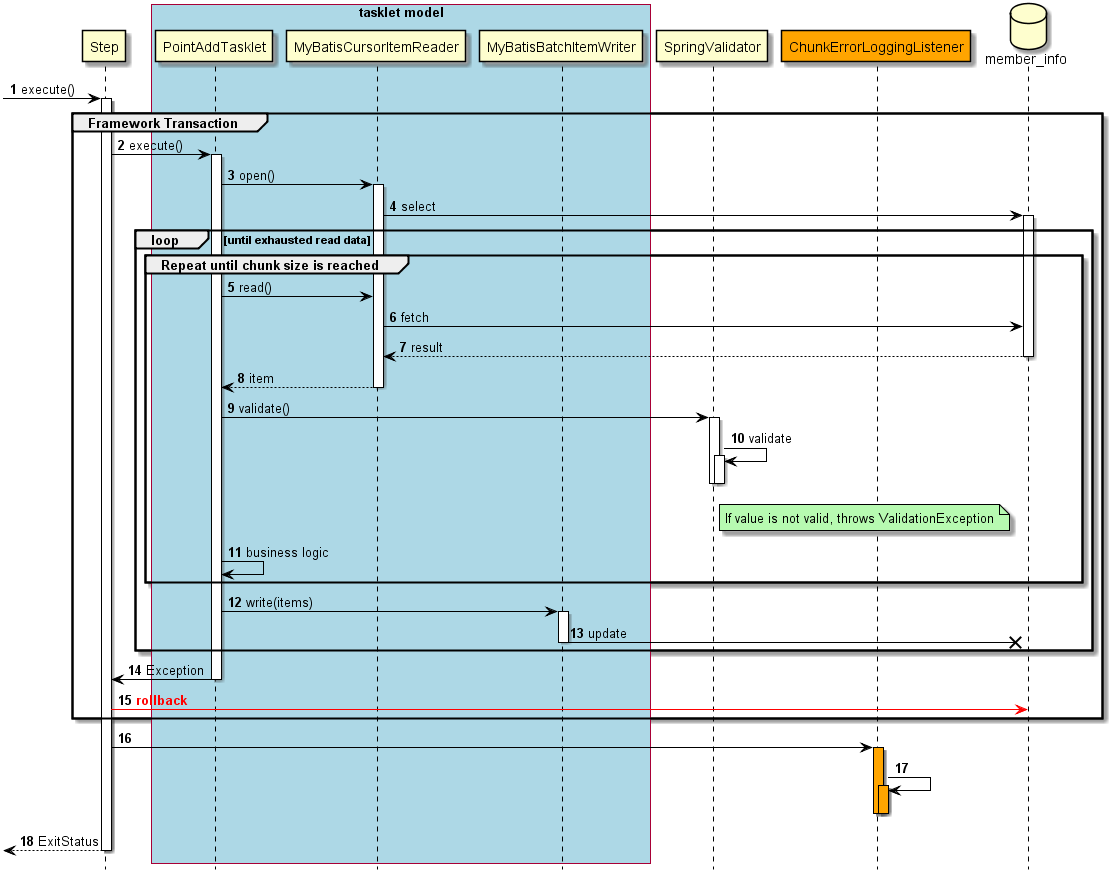 tasklet model
Step
PointAddTasklet
MyBatisCursorItemReader
MyBatisBatchItemWriter
SpringValidator
ChunkErrorLoggingListener
member_info
1 execute()
Framework Transaction
2 execute()
3 open()
4 select
loop [until exhausted read data]
Repeat until chunk size is reached
5 read()
6 fetch
7 result
8 item
9 validate()
10 validate
If value is not valid, throws ValidationException
11 business logic
12 write(items)
13 update
14 Exception
15 rollback
16
17
18 ExitStatus